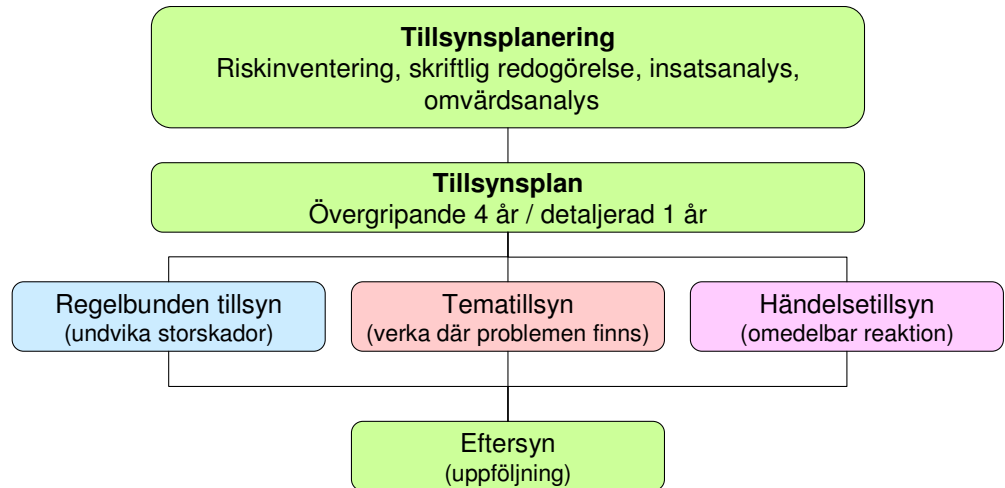 Tillsynsplanering
Riskinventering, skriftlig redogörelse, insatsanalys,
omvärdsanalys
Tillsynsplan
Övergripande 4 år / detaljerad 1 år
Regelbunden tillsyn
(undvika storskador)
Tematillsyn
(verka där problemen finns)
Händelsetillsyn
(omedelbar reaktion)
Eftersyn
(uppföljning)